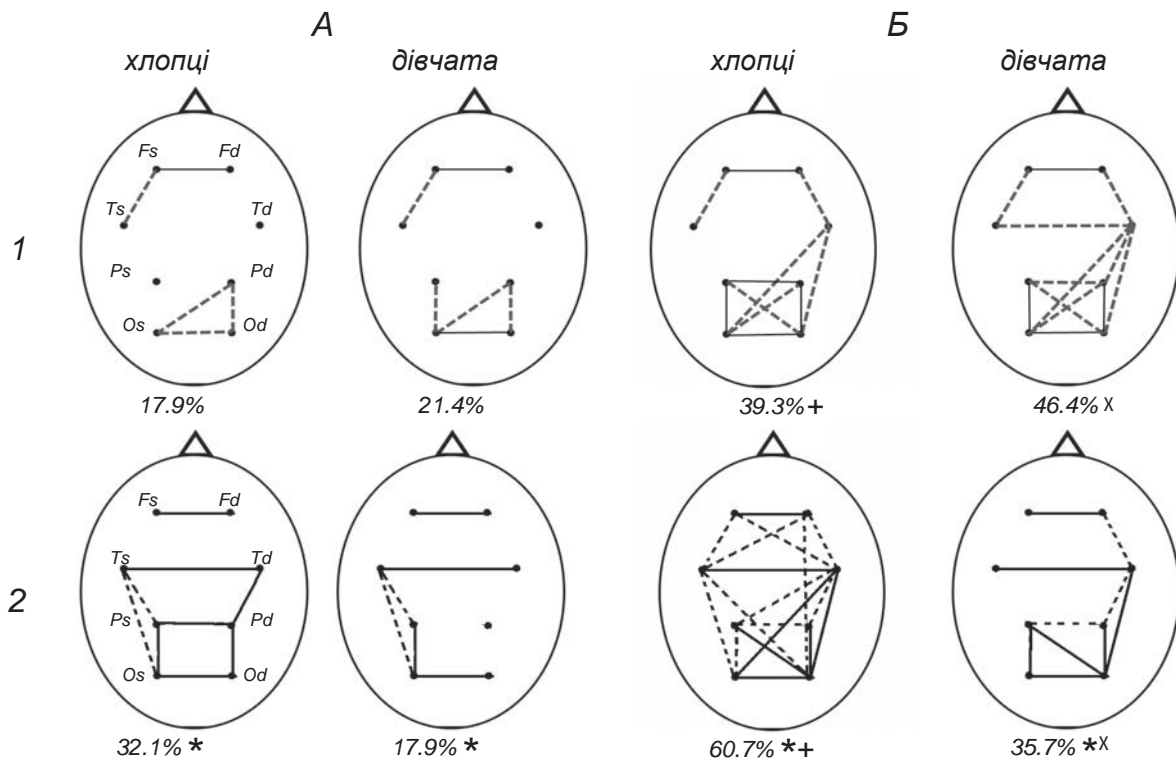 А Б
хлопці дівчата хлопці дівчата
Fs Fd
Ts Td
1
Ps Pd
Os Od
17.9% 21.4% 39.3%+ 46.4% x
Fs Fd
Ts Td
2
Ps Pd
Os Od
32.1% * 17.9% * 60.7% *+ 35.7% *x